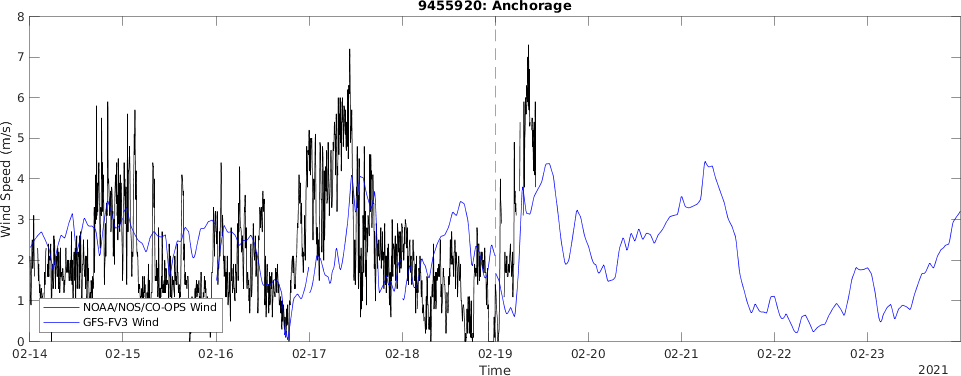 9455920: Anchorage
8
7
6
5
4
3
2
1
0
Wind Speed (m/s)
NOAA/NOS/CO-OPS Wind
GFS-FV3 Wind
02-14 02-15 02-16 02-17 02-18 02-19 02-20 02-21 02-22 02-23
Time
2021